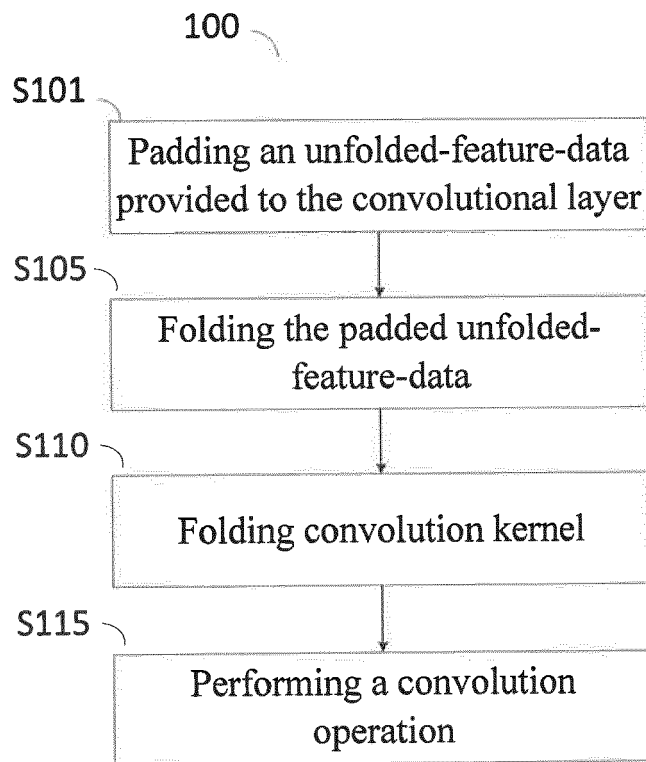 100
S101
Padding an unfolded-feature-data
provided to the convolutional layer
S105
Folding the padded unfolded-
feature-data
S110
Folding convolution kernel
S115
Performing a convolution
operation